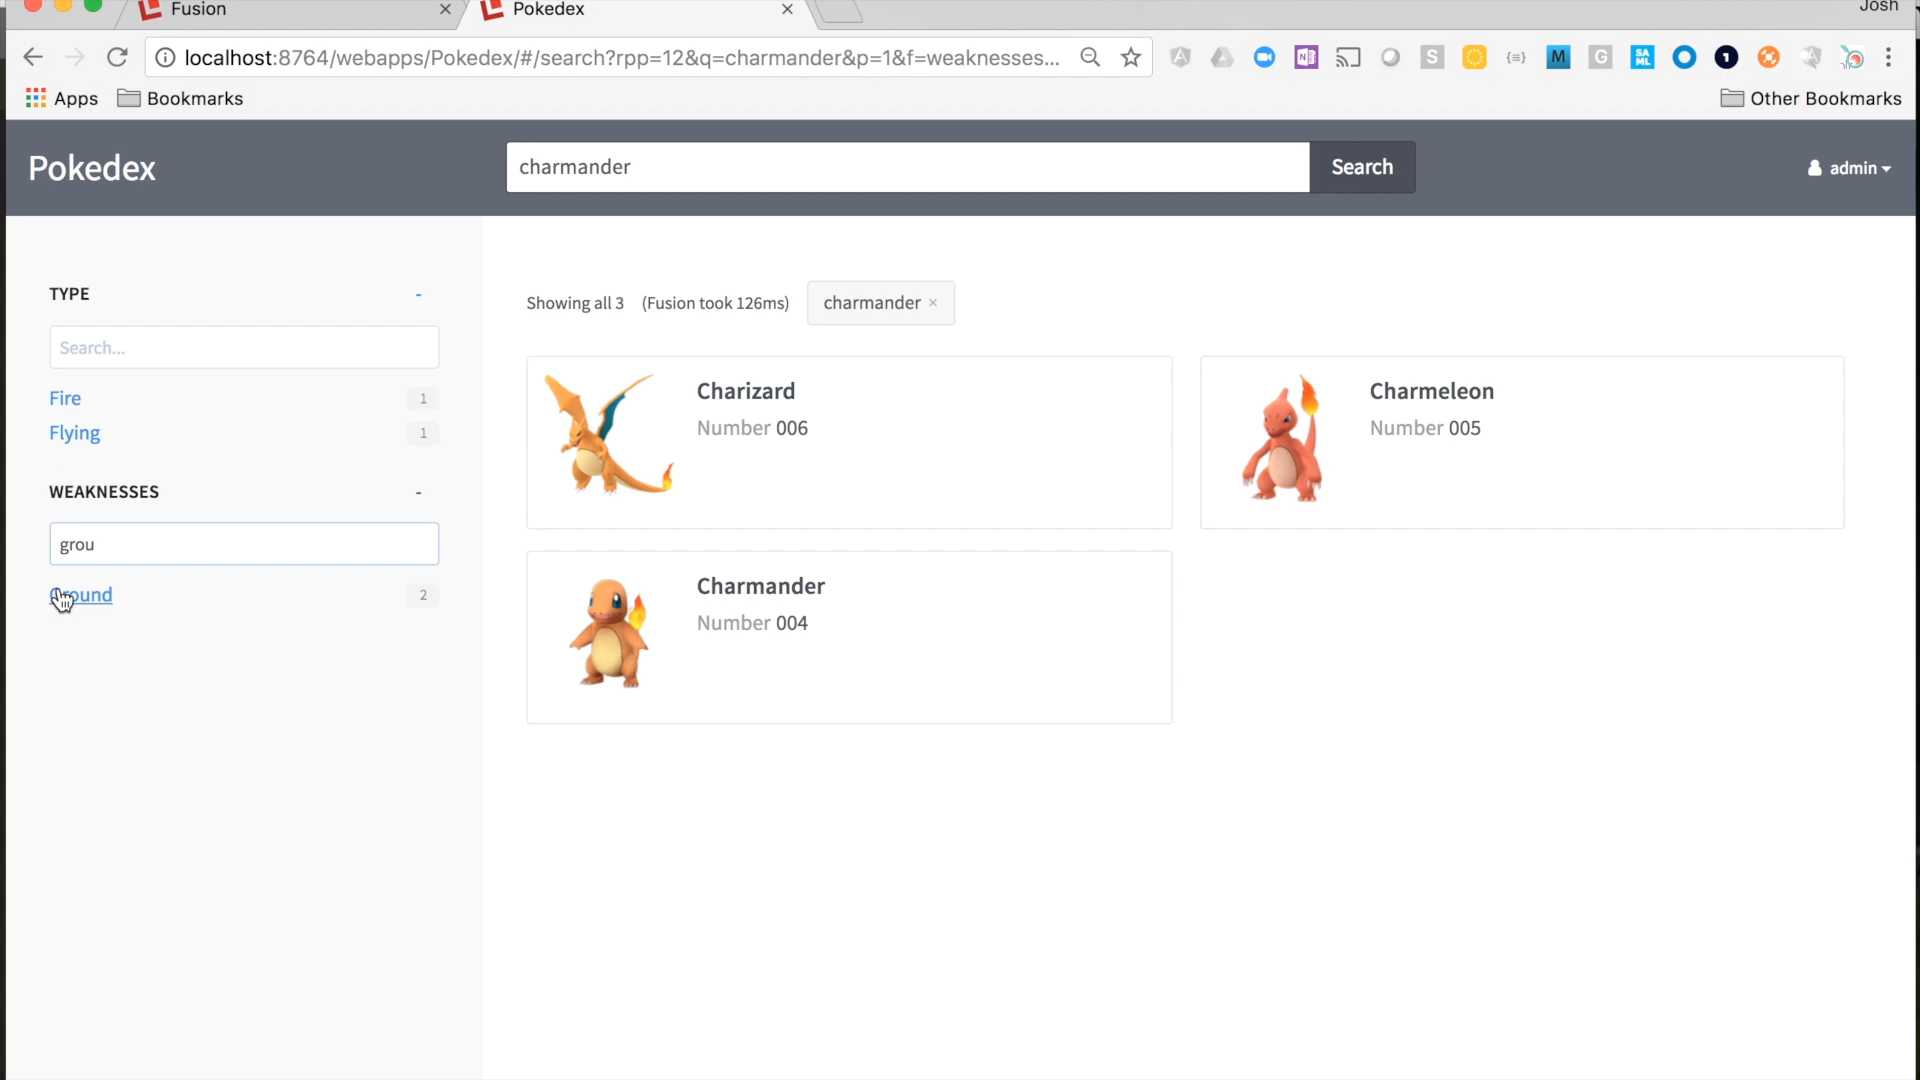 Josh
Fusion
Pokedex
localhost:8764/webapps/Pokedex/#/search?rpp=12&q=charmander&p=1&f=weaknesses...
Apps
Bookmarks
Other Bookmarks
Pokedex
charmander
Search
admin
TYPE
-
Search...
Fire
1
Flying
1
WEAKNESSES
-
grou
Ground
2
Showing all 3 (Fusion took 126ms)
charmander ×
Charizard
Number 006
Charmeleon
Number 005
Charmander
Number 004